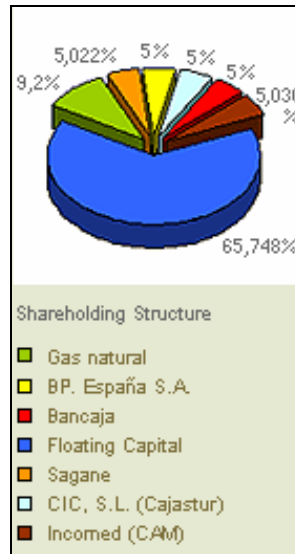 5,022% 5% 5%
9,2% 5%
5,030
%
65,748%
Shareholding Structure
Gas natural
BP. España S.A.
Bancaja
Floating Capital
Sagane
CIC, S.L. (Cajastur)
Incomed (CAM)